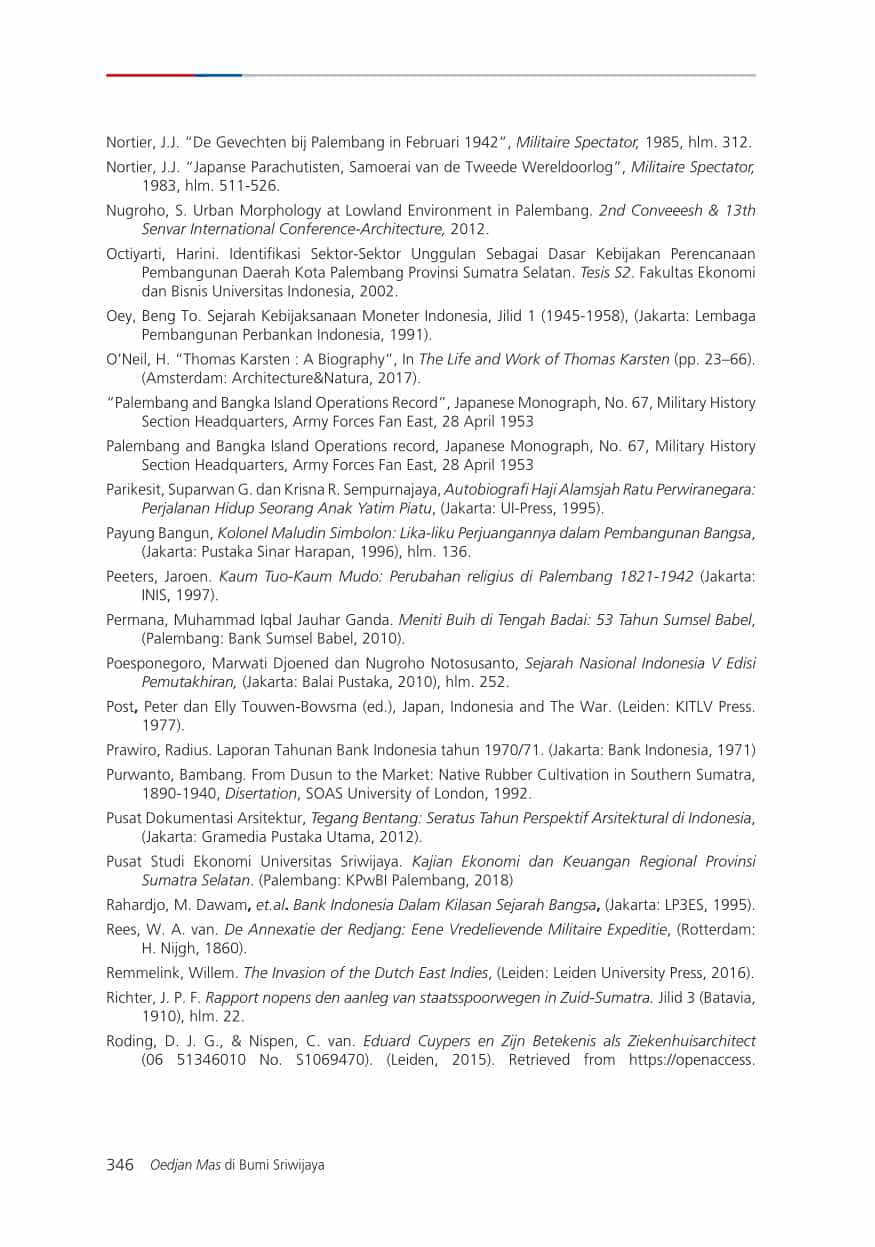 Nortier, J.J. “De Gevechten bij Palembang in Februari 1942”, Militaire Spectator, 1985, hlm. 312.
Nortier, J.J. “Japanse Parachutisten, Samoerai van de Tweede Wereldoorlog”, Militaire Spectator,
1983, hlm. 511-526.
Nugroho, S. Urban Morphology at Lowland Environment in Palembang. 2nd Conveeesh & 13th
Senvar International Conference-Architecture, 2012.
Octiyarti, Harini. Identifikasi Sektor-Sektor Unggulan Sebagai Dasar Kebijakan Perencanaan
Pembangunan Daerah Kota Palembang Provinsi Sumatra Selatan. Tesis S2. Fakultas Ekonomi
dan Bisnis Universitas Indonesia, 2002.
Oey, Beng To. Sejarah Kebijaksanaan Moneter Indonesia, Jilid 1 (1945-1958), (Jakarta: Lembaga
Pembangunan Perbankan Indonesia, 1991).
O’Neil, H. “Thomas Karsten : A Biography”, In The Life and Work of Thomas Karsten (pp. 23–66).
(Amsterdam: Architecture&Natura, 2017).
“Palembang and Bangka Island Operations Record”, Japanese Monograph, No. 67, Military History
Section Headquarters, Army Forces Fan East, 28 April 1953
Palembang and Bangka Island Operations record, Japanese Monograph, No. 67, Military History
Section Headquarters, Army Forces Fan East, 28 April 1953
Parikesit, Suparwan G. dan Krisna R. Sempurnajaya, Autobiografi Haji Alamsjah Ratu Perwiranegara:
Perjalanan Hidup Seorang Anak Yatim Piatu, (Jakarta: UI-Press, 1995).
Payung Bangun, Kolonel Maludin Simbolon: Lika-liku Perjuangannya dalam Pembangunan Bangsa,
(Jakarta: Pustaka Sinar Harapan, 1996), hlm. 136.
Peeters, Jaroen. Kaum Tuo-Kaum Mudo: Perubahan religius di Palembang 1821-1942 (Jakarta:
INIS, 1997).
Permana, Muhammad Iqbal Jauhar Ganda. Meniti Buih di Tengah Badai: 53 Tahun Sumsel Babel,
(Palembang: Bank Sumsel Babel, 2010).
Poesponegoro, Marwati Djoened dan Nugroho Notosusanto, Sejarah Nasional Indonesia V Edisi
Pemutakhiran, (Jakarta: Balai Pustaka, 2010), hlm. 252.
Post, Peter dan Elly Touwen-Bowsma (ed.), Japan, Indonesia and The War. (Leiden: KITLV Press.
1977).
Prawiro, Radius. Laporan Tahunan Bank Indonesia tahun 1970/71. (Jakarta: Bank Indonesia, 1971)
Purwanto, Bambang. From Dusun to the Market: Native Rubber Cultivation in Southern Sumatra,
1890-1940, Disertation, SOAS University of London, 1992.
Pusat Dokumentasi Arsitektur, Tegang Bentang: Seratus Tahun Perspektif Arsitektural di Indonesia,
(Jakarta: Gramedia Pustaka Utama, 2012).
Pusat Studi Ekonomi Universitas Sriwijaya. Kajian Ekonomi dan Keuangan Regional Provinsi
Sumatra Selatan. (Palembang: KPwBI Palembang, 2018)
Rahardjo, M. Dawam, et.al. Bank Indonesia Dalam Kilasan Sejarah Bangsa, (Jakarta: LP3ES, 1995).
Rees, W. A. van. De Annexatie der Redjang: Eene Vredelievende Militaire Expeditie, (Rotterdam:
H. Nijgh, 1860).
Remmelink, Willem. The Invasion of the Dutch East Indies, (Leiden: Leiden University Press, 2016).
Richter, J. P. F. Rapport nopens den aanleg van staatsspoorwegen in Zuid-Sumatra. Jilid 3 (Batavia,
1910), hlm. 22.
Roding, D. J. G., & Nispen, C. van. Eduard Cuypers en Zijn Betekenis als Ziekenhuisarchitect
(06 51346010 No. S1069470). (Leiden, 2015). Retrieved from https://openaccess.
346 Oedjan Mas di Bumi Sriwijaya